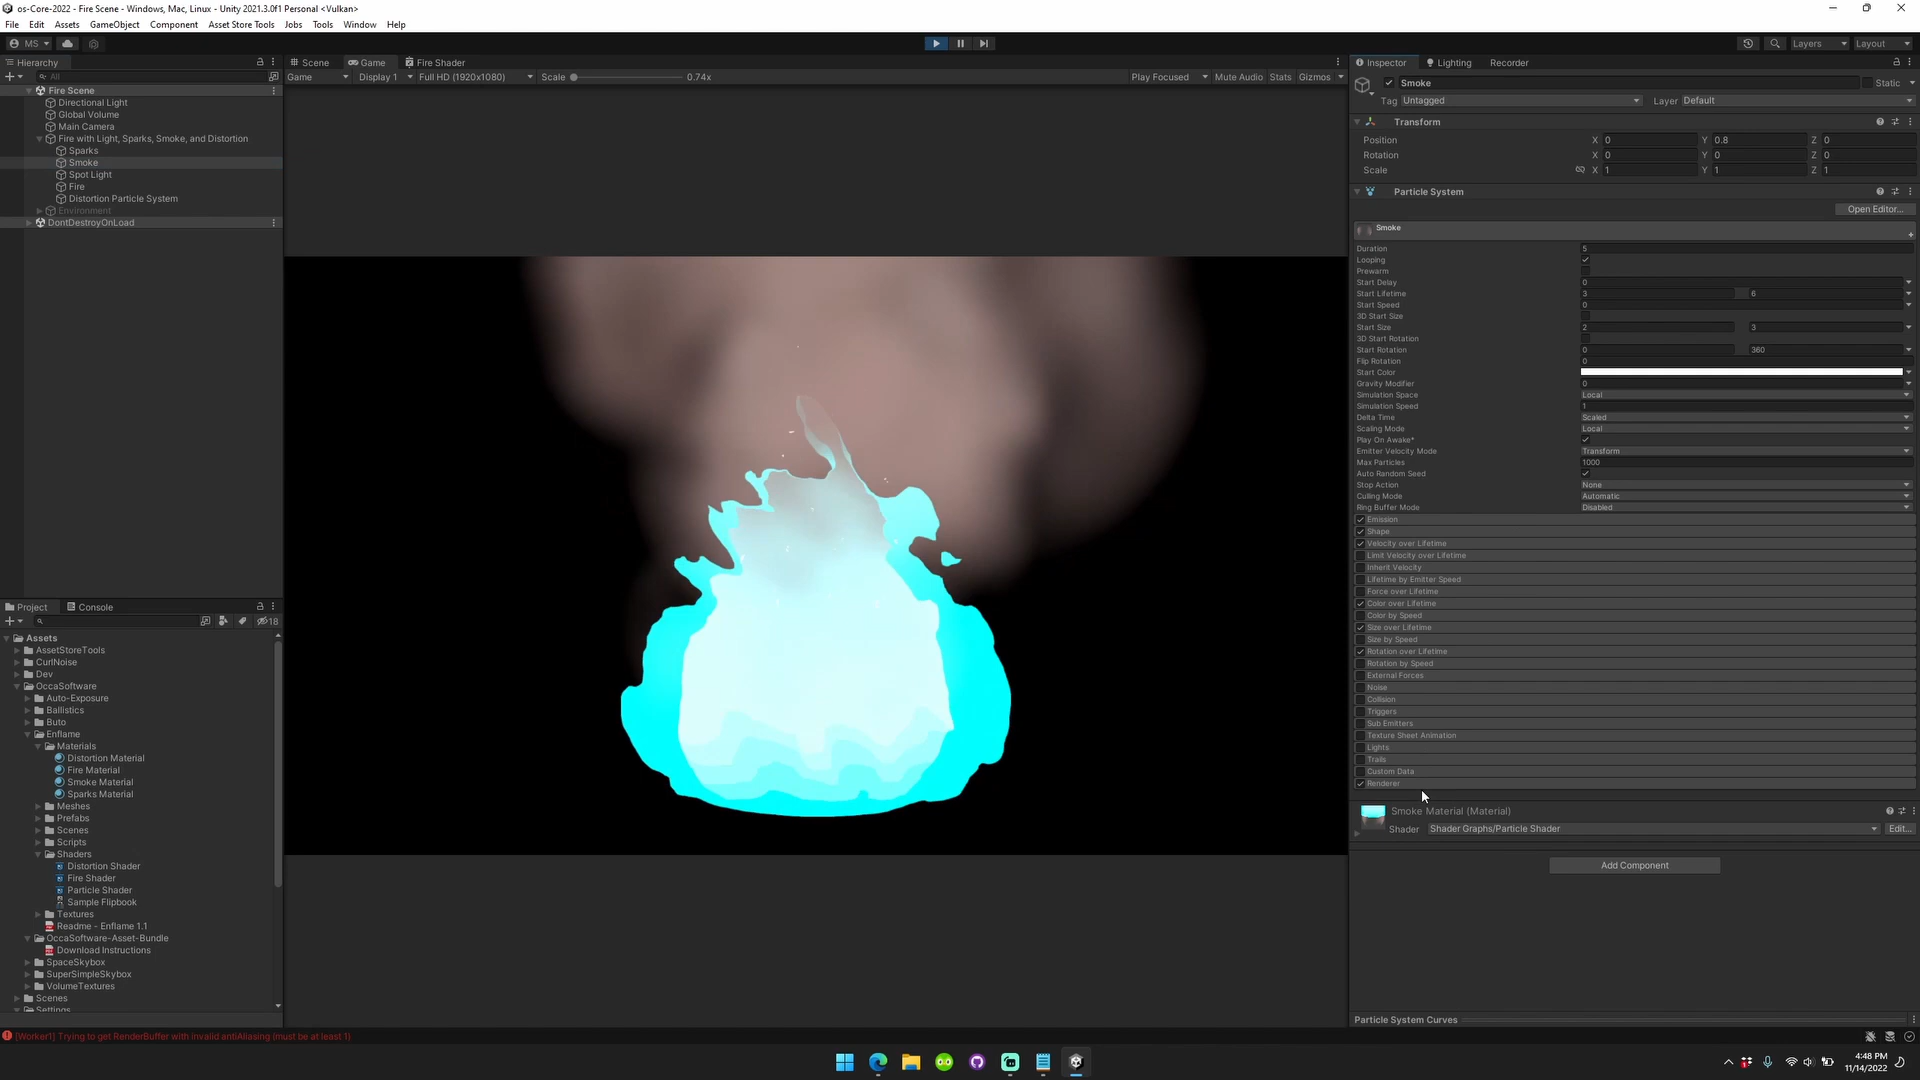 os-Core-2022 - Fire Scene - Windows, Mac, Linux - Unity 2021.3.0f1 Personal <Vulkan>
File Edit Assets GameObject Component Asset Store Tools Jobs Tools Window Help
MS
Layers Layout
Hierarchy
All
Fire Scene
Directional Light
Global Volume
Main Camera
Fire with Light, Sparks, Smoke, and Distortion
Sparks
Smoke
Spot Light
Fire
Distortion Particle System
Environment
DontDestroyOnLoad
Scene Game Fire Shader
Game Display 1 Full HD (1920x1080) Scale 0.74x Play Focused Mute Audio Stats Gizmos
Project Console
18
Assets
AssetStoreTools
CurlNoise
Dev
OccaSoftware
Auto-Exposure
Ballistics
Buto
Enflame
Materials
Distortion Material
Fire Material
Smoke Material
Sparks Material
Meshes
Prefabs
Scenes
Scripts
Shaders
Distortion Shader
Fire Shader
Particle Shader
Sample Flipbook
Textures
Readme - Enflame 1.1
OccaSoftware-Asset-Bundle
Download Instructions
SpaceSkybox
SuperSimpleSkybox
VolumeTextures
Scenes
Settings
Inspector Lighting Recorder
Smoke Static
Tag Untagged Layer Default
Transform
Position X 0 Y 0.8 Z 0
Rotation X 0 Y 0 Z 0
Scale X 1 Y 1 Z 1
Particle System
Open Editor...
Smoke
Duration 5
Looping
Prewarm
Start Delay 0
Start Lifetime 3 6
Start Speed 0
3D Start Size
Start Size 2 3
3D Start Rotation
Start Rotation 0 360
Flip Rotation 0
Start Color
Gravity Modifier 0
Simulation Space Local
Simulation Speed 1
Delta Time Scaled
Scaling Mode Local
Play On Awake*
Emitter Velocity Mode Transform
Max Particles 1000
Auto Random Seed
Stop Action None
Culling Mode Automatic
Ring Buffer Mode Disabled
Emission
Shape
Velocity over Lifetime
Limit Velocity over Lifetime
Inherit Velocity
Lifetime by Emitter Speed
Force over Lifetime
Color over Lifetime
Color by Speed
Size over Lifetime
Size by Speed
Rotation over Lifetime
Rotation by Speed
External Forces
Noise
Collision
Triggers
Sub Emitters
Texture Sheet Animation
Lights
Trails
Custom Data
Renderer
Smoke Material (Material)
Shader Shader Graphs/Particle Shader Edit...
Add Component
Particle System Curves
[Worker1] Trying to get RenderBuffer with invalid antiAliasing (must be at least 1)
4:48 PM
11/14/2022